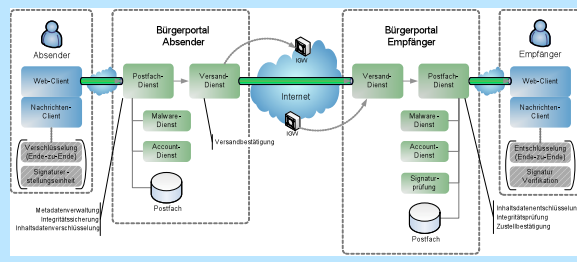 Absender
Web-Client
Nachrichten-
Client
Verschlüsselung
(Ende-zu-Ende)
Signaturer-
stellungseinheit
Bürgerportal
Absender
Postfach-
Dienst
Versand-
Dienst
Malware-
Dienst
Account-
Dienst
Postfach
Versandbestätigung
Metadatenverwaltung
Integritätssicherung
Inhaltsdatenverschlüsselung
IGW
Internet
IGW
Bürgerportal
Empfänger
Versand-
Dienst
Postfach-
Dienst
Malware-
Dienst
Account-
Dienst
Signatur-
prüfung
Postfach
Empfänger
Web-Client
Nachrichten-
Client
Entschlüsselung
(Ende-zu-Ende)
Signatur
Verifikation
Inhaltsdatenentschlüsselung
Integritätsprüfung
Zustellbestätigung